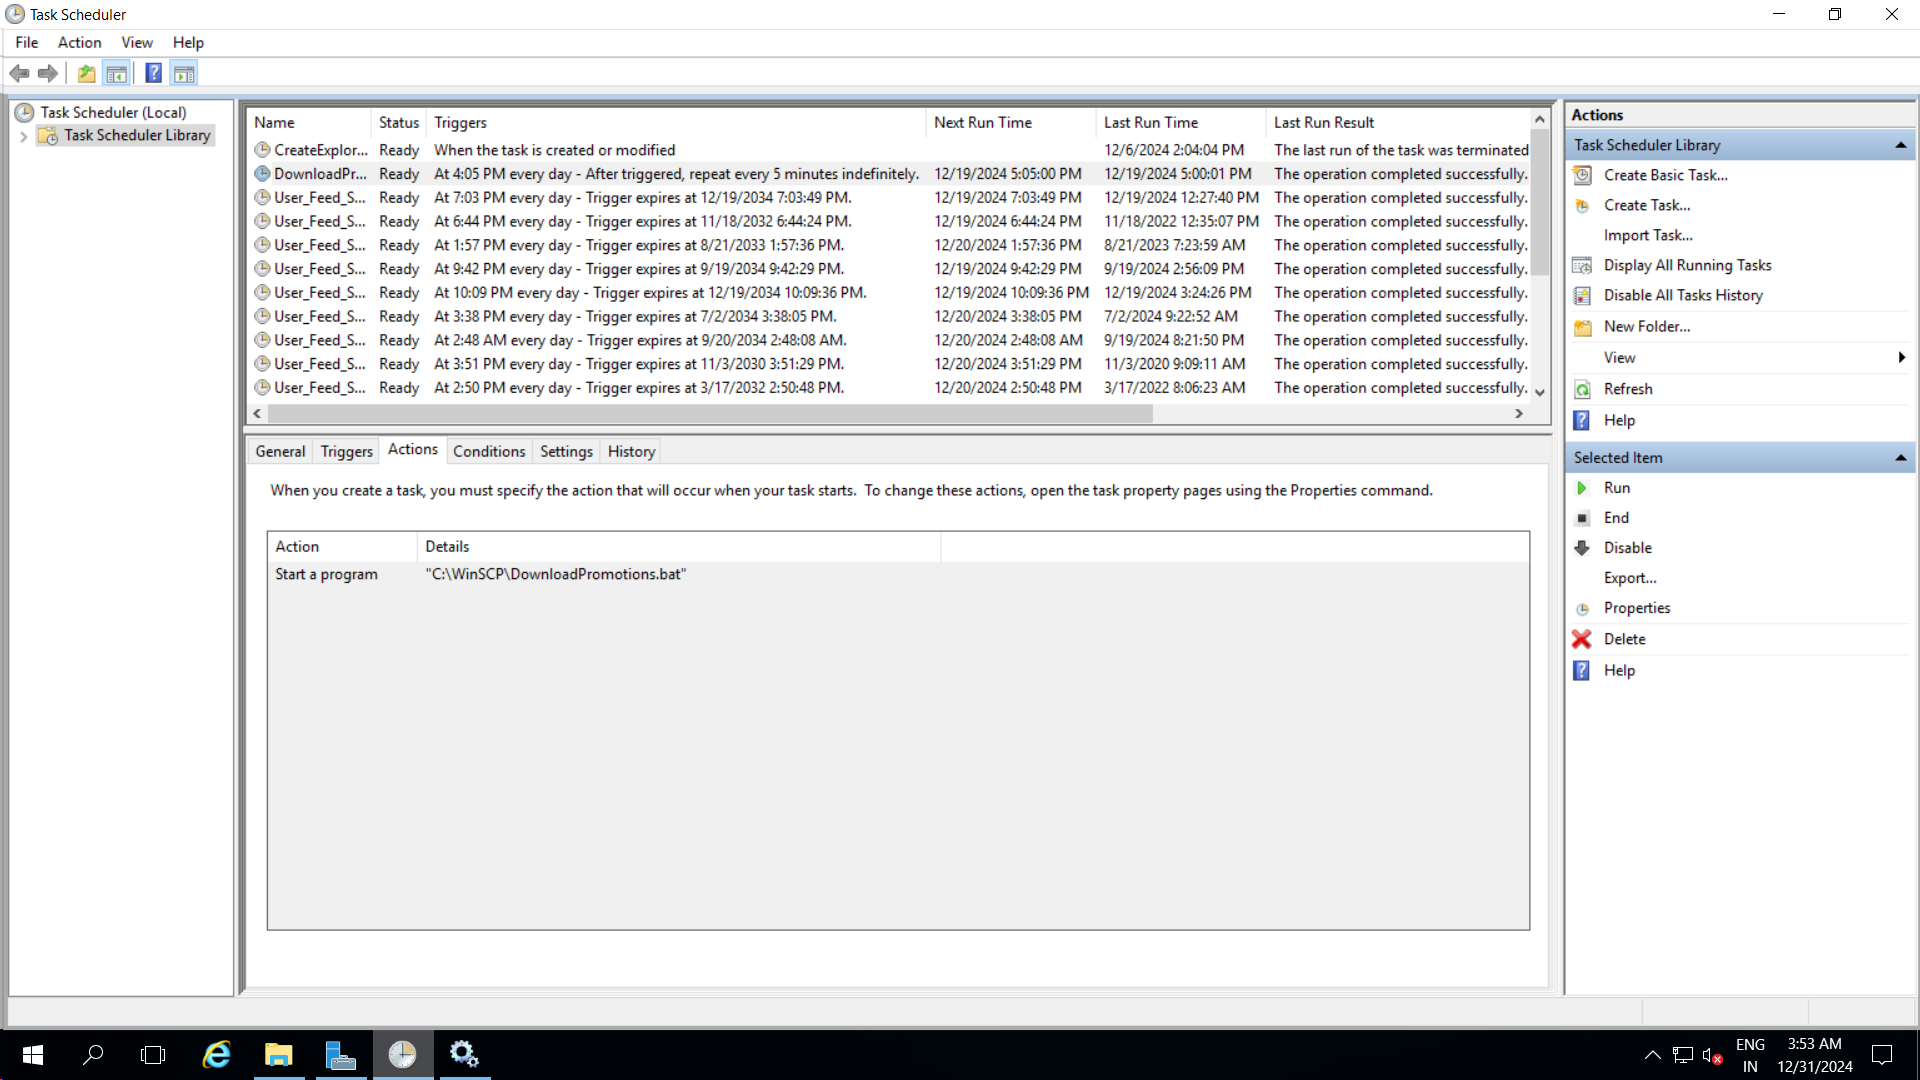 Task Scheduler
File Action View Help
Task Scheduler (Local)
Task Scheduler Library
Name Status Triggers Next Run Time Last Run Time Last Run Result
CreateExplor... Ready When the task is created or modified 12/6/2024 2:04:04 PM The last run of the task was terminated
DownloadPr... Ready At 4:05 PM every day - After triggered, repeat every 5 minutes indefinitely. 12/19/2024 5:05:00 PM 12/19/2024 5:00:01 PM The operation completed successfully.
User_Feed_S... Ready At 7:03 PM every day - Trigger expires at 12/19/2034 7:03:49 PM. 12/19/2024 7:03:49 PM 12/19/2024 12:27:40 PM The operation completed successfully.
User_Feed_S... Ready At 6:44 PM every day - Trigger expires at 11/18/2032 6:44:24 PM. 12/19/2024 6:44:24 PM 11/18/2022 12:35:07 PM The operation completed successfully.
User_Feed_S... Ready At 1:57 PM every day - Trigger expires at 8/21/2033 1:57:36 PM. 12/20/2024 1:57:36 PM 8/21/2023 7:23:59 AM The operation completed successfully.
User_Feed_S... Ready At 9:42 PM every day - Trigger expires at 9/19/2034 9:42:29 PM. 12/19/2024 9:42:29 PM 9/19/2024 2:56:09 PM The operation completed successfully.
User_Feed_S... Ready At 10:09 PM every day - Trigger expires at 12/19/2034 10:09:36 PM. 12/19/2024 10:09:36 PM 12/19/2024 3:24:26 PM The operation completed successfully.
User_Feed_S... Ready At 3:38 PM every day - Trigger expires at 7/2/2034 3:38:05 PM. 12/20/2024 3:38:05 PM 7/2/2024 9:22:52 AM The operation completed successfully.
User_Feed_S... Ready At 2:48 AM every day - Trigger expires at 9/20/2034 2:48:08 AM. 12/20/2024 2:48:08 AM 9/19/2024 8:21:50 PM The operation completed successfully.
User_Feed_S... Ready At 3:51 PM every day - Trigger expires at 11/3/2030 3:51:29 PM. 12/20/2024 3:51:29 PM 11/3/2020 9:09:11 AM The operation completed successfully.
User_Feed_S... Ready At 2:50 PM every day - Trigger expires at 3/17/2032 2:50:48 PM. 12/20/2024 2:50:48 PM 3/17/2022 8:06:23 AM The operation completed successfully.
General Triggers Actions Conditions Settings History
When you create a task, you must specify the action that will occur when your task starts. To change these actions, open the task property pages using the Properties command.
Action Details
Start a program "C:\WinSCP\DownloadPromotions.bat"
Actions
Task Scheduler Library
Create Basic Task...
Create Task...
Import Task...
Display All Running Tasks
Disable All Tasks History
New Folder...
View
Refresh
Help
Selected Item
Run
End
Disable
Export...
Properties
Delete
Help
ENG
IN
3:53 AM
12/31/2024